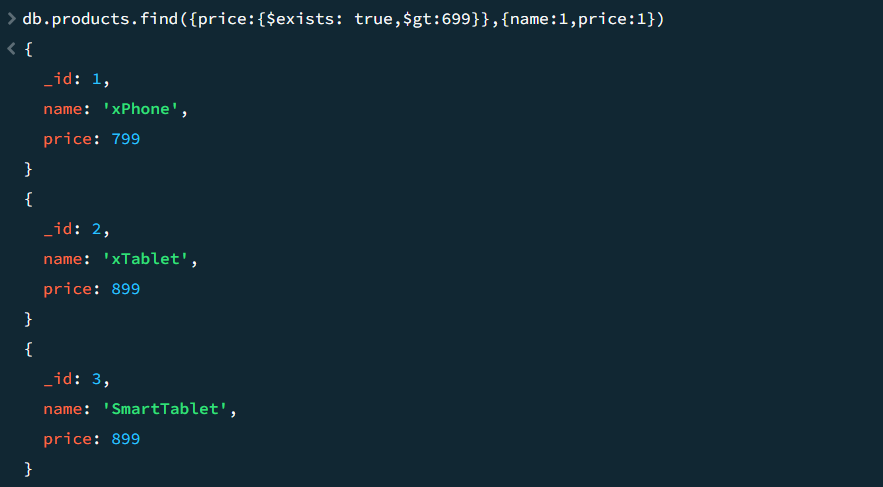 > db.products.find({price:{$exists: true,$gt:699}},{name:1,price:1})
< {
_id: 1,
name: 'xPhone',
price: 799
}
{
_id: 2,
name: 'xTablet',
price: 899
}
{
_id: 3,
name: 'SmartTablet',
price: 899
}